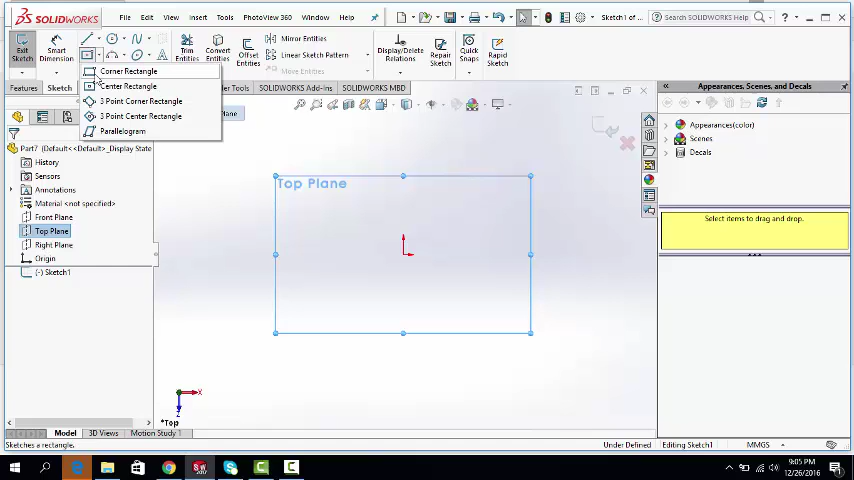 SOLIDWORKS
File Edit View Insert Tools PhotoView 360 Window Help
Sketch1 of ...
Search SOLIDWORKS Help
Exit Sketch
Smart Dimension
Trim Entities
Convert Entities
Offset Entities
Mirror Entities
Linear Sketch Pattern
Move Entities
Display/Delete Relations
Repair Sketch
Quick Snaps
Rapid Sketch
Corner Rectangle
Center Rectangle
3 Point Corner Rectangle
3 Point Center Rectangle
Parallelogram
Features Sketch
SOLIDWORKS Add-Ins SOLIDWORKS MBD
Plane
Part7 (Default<<Default>_Display State
History
Sensors
Annotations
Material <not specified>
Front Plane
Top Plane
Right Plane
Origin
(-) Sketch1
Top Plane
X
Z
*Top
Appearances, Scenes, and Decals
Appearances(color)
Scenes
Decals
Select items to drag and drop.
Model 3D Views Motion Study 1
Sketches a rectangle.
Under Defined Editing Sketch1 MMGS
9:05 PM
12/26/2016